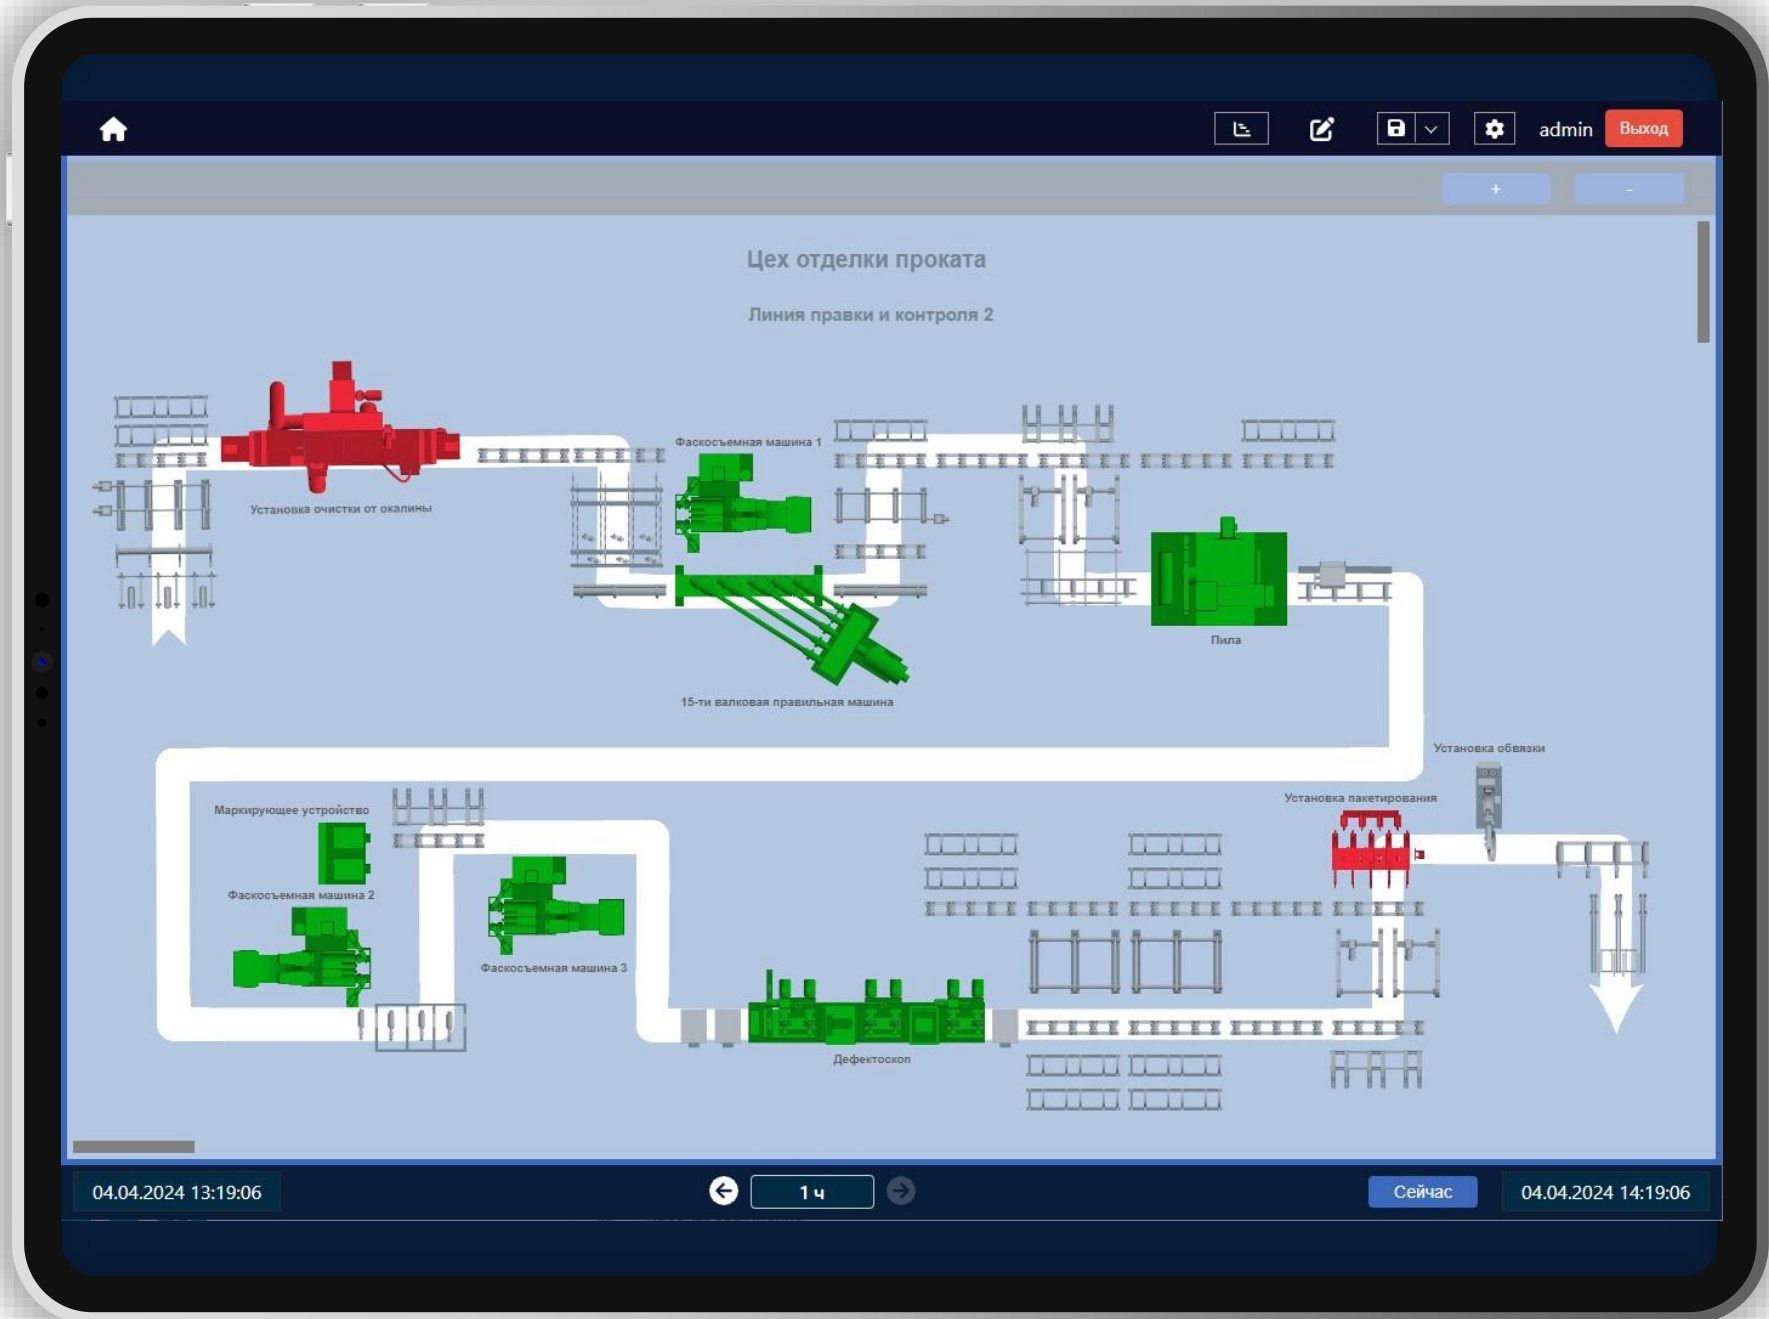 admin
Выход
+
-
Цех отделки проката
Линия правки и контроля 2
Фаскосъемная машина 1
Установка очистки от окалины
Пила
15-ти валковая правильная машина
Установка обвязки
Установка пакетирования
Маркирующее устройство
Фаскосъемная машина 2
Фаскосъемная машина 3
Дефектоскоп
04.04.2024 13:19:06
1 ч
Сейчас
04.04.2024 14:19:06